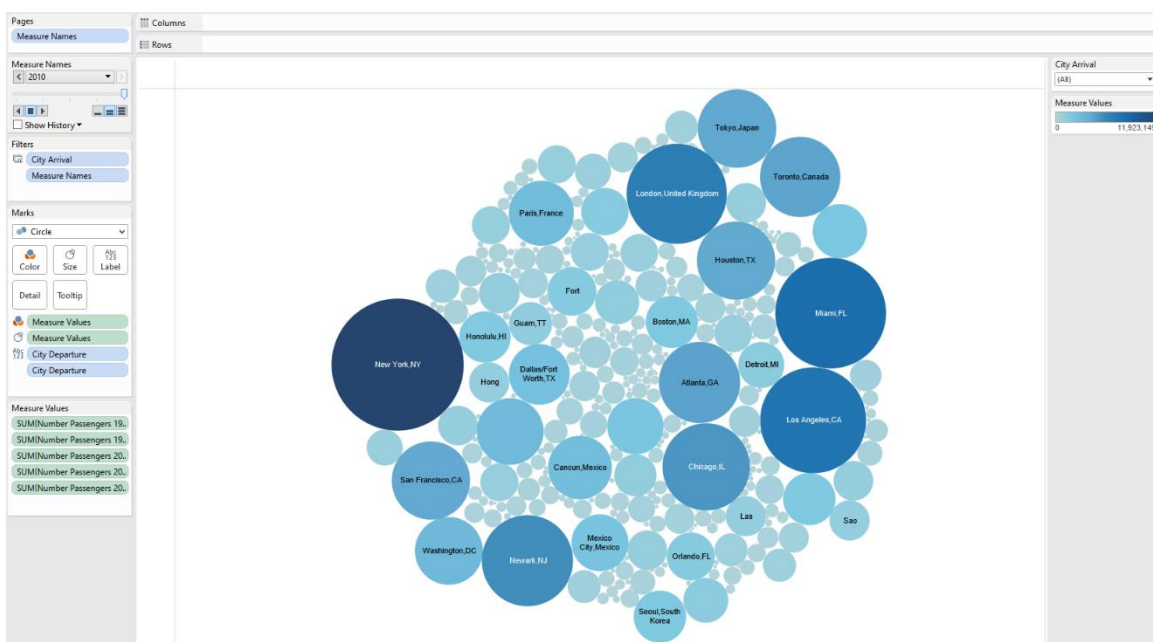 Pages
Measure Names
Columns
Rows
Measure Names
2010
Show History
Filters
City Arrival
Measure Names
Marks
Circle
Color
Size
Label
Detail
Tooltip
Measure Values
Measure Values
City Departure
City Departure
Measure Values
SUM(Number Passengers 19..
SUM(Number Passengers 19..
SUM(Number Passengers 20..
SUM(Number Passengers 20..
SUM(Number Passengers 20..
Tokyo,Japan
Toronto,Canada
London,United Kingdom
Paris,France
Houston,TX
Fort
Miami,FL
Guam,TT
Boston,MA
Honolulu,HI
New York,NY
Dallas/Fort
Worth,TX
Detroit,MI
Hong
Atlanta,GA
Los Angeles,CA
Cancun,Mexico
Chicago,IL
San Francisco,CA
Las
Sao
Washington,DC
Newark,NJ
Mexico
City,Mexico
Orlando,FL
Seoul,South
Korea
City Arrival
(All)
Measure Values
0